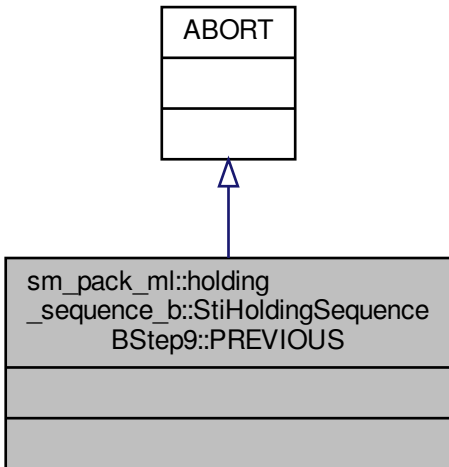 ABORT
sm_pack_ml::holding
_sequence_b::StiHoldingSequence
BStep9::PREVIOUS